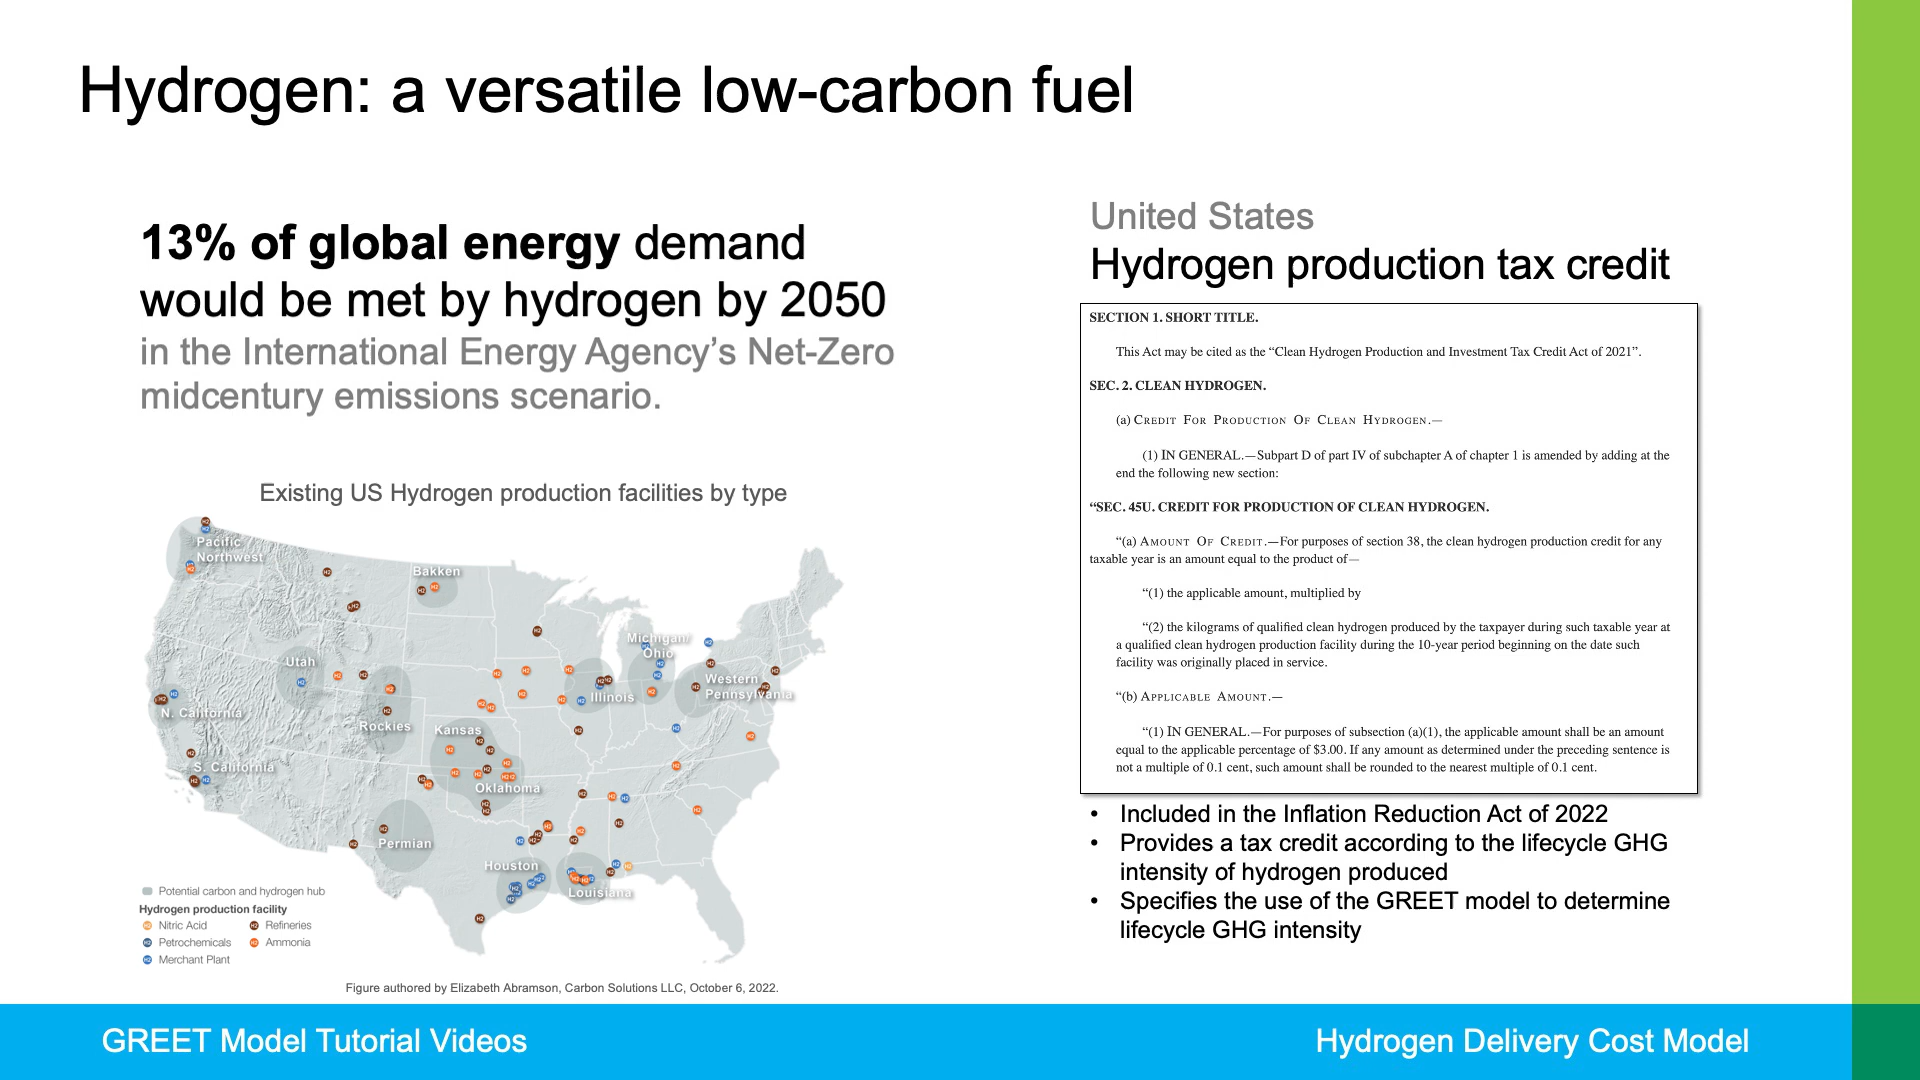 Hydrogen: a versatile low-carbon fuel
13% of global energy demand
would be met by hydrogen by 2050
in the International Energy Agency’s Net-Zero
midcentury emissions scenario.
Existing US Hydrogen production facilities by type
Pacific
Northwest
Bakken
Michigan/
Ohio
Utah
Western
Pennsylvania
Illinois
N. California
Rockies
Kansas
S. California
Oklahoma
Permian
Houston
Louisiana
Potential carbon and hydrogen hub
Hydrogen production facility
Nitric Acid
Refineries
Petrochemicals
Ammonia
Merchant Plant
Figure authored by Elizabeth Abramson, Carbon Solutions LLC, October 6, 2022.
United States
Hydrogen production tax credit
SECTION 1. SHORT TITLE.
This Act may be cited as the “Clean Hydrogen Production and Investment Tax Credit Act of 2021”.
SEC. 2. CLEAN HYDROGEN.
(a) CREDIT FOR PRODUCTION OF CLEAN HYDROGEN.—
(1) IN GENERAL.—Subpart D of part IV of subchapter A of chapter 1 is amended by adding at the
end the following new section:
“SEC. 45U. CREDIT FOR PRODUCTION OF CLEAN HYDROGEN.
“(a) AMOUNT OF CREDIT.—For purposes of section 38, the clean hydrogen production credit for any
taxable year is an amount equal to the product of—
“(1) the applicable amount, multiplied by
“(2) the kilograms of qualified clean hydrogen produced by the taxpayer during such taxable year at
a qualified clean hydrogen production facility during the 10-year period beginning on the date such
facility was originally placed in service.
“(b) APPLICABLE AMOUNT.—
“(1) IN GENERAL.—For purposes of subsection (a)(1), the applicable amount shall be an amount
equal to the applicable percentage of $3.00. If any amount as determined under the preceding sentence is
not a multiple of 0.1 cent, such amount shall be rounded to the nearest multiple of 0.1 cent.
• Included in the Inflation Reduction Act of 2022
• Provides a tax credit according to the lifecycle GHG
intensity of hydrogen produced
• Specifies the use of the GREET model to determine
lifecycle GHG intensity
GREET Model Tutorial Videos
Hydrogen Delivery Cost Model